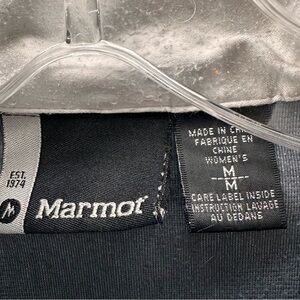 EST.
1974
M
Marmot
MADE IN CHINA
FABRIQUE EN
CHINE
WOMEN'S
M
M
CARE LABEL INSIDE
INSTRUCTION LAVAGE
AU DEDANS